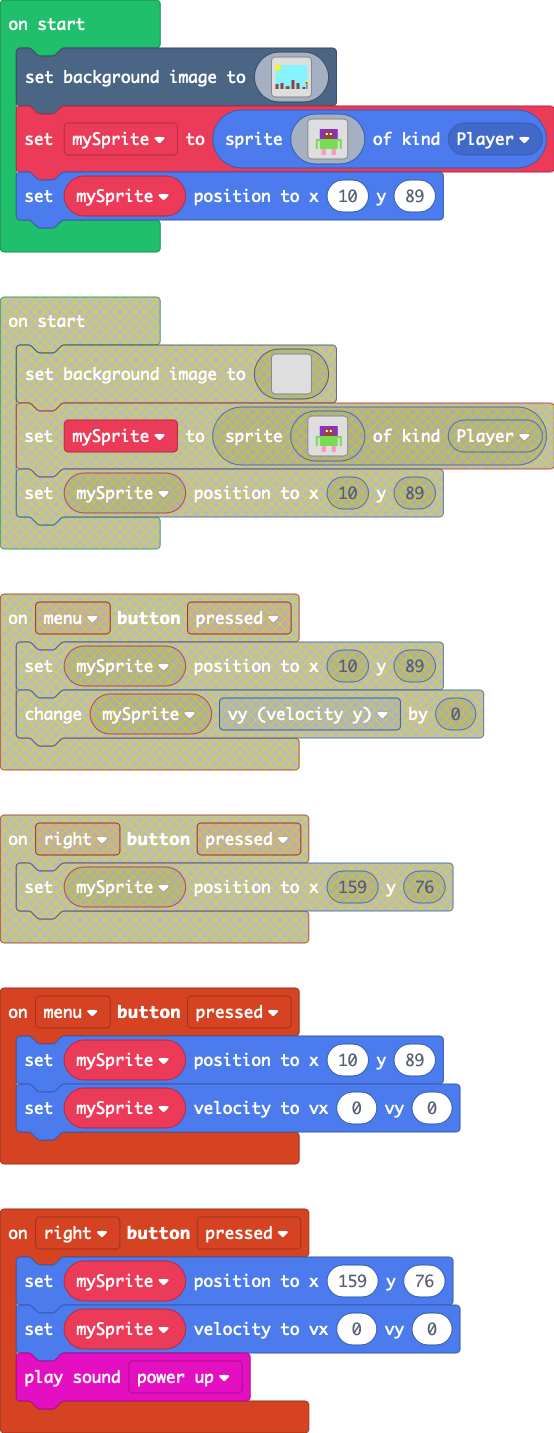 on start
set background image to
set mySprite to sprite of kind Player
set mySprite position to x 10 y 89
on start
set background image to
set mySprite to sprite of kind Player
set mySprite position to x 10 y 89
on menu button pressed
set mySprite position to x 10 y 89
change mySprite vy (velocity y) by 0
on right button pressed
set mySprite position to x 159 y 76
on menu button pressed
set mySprite position to x 10 y 89
set mySprite velocity to vx 0 vy 0
on right button pressed
set mySprite position to x 159 y 76
set mySprite velocity to vx 0 vy 0
play sound power up